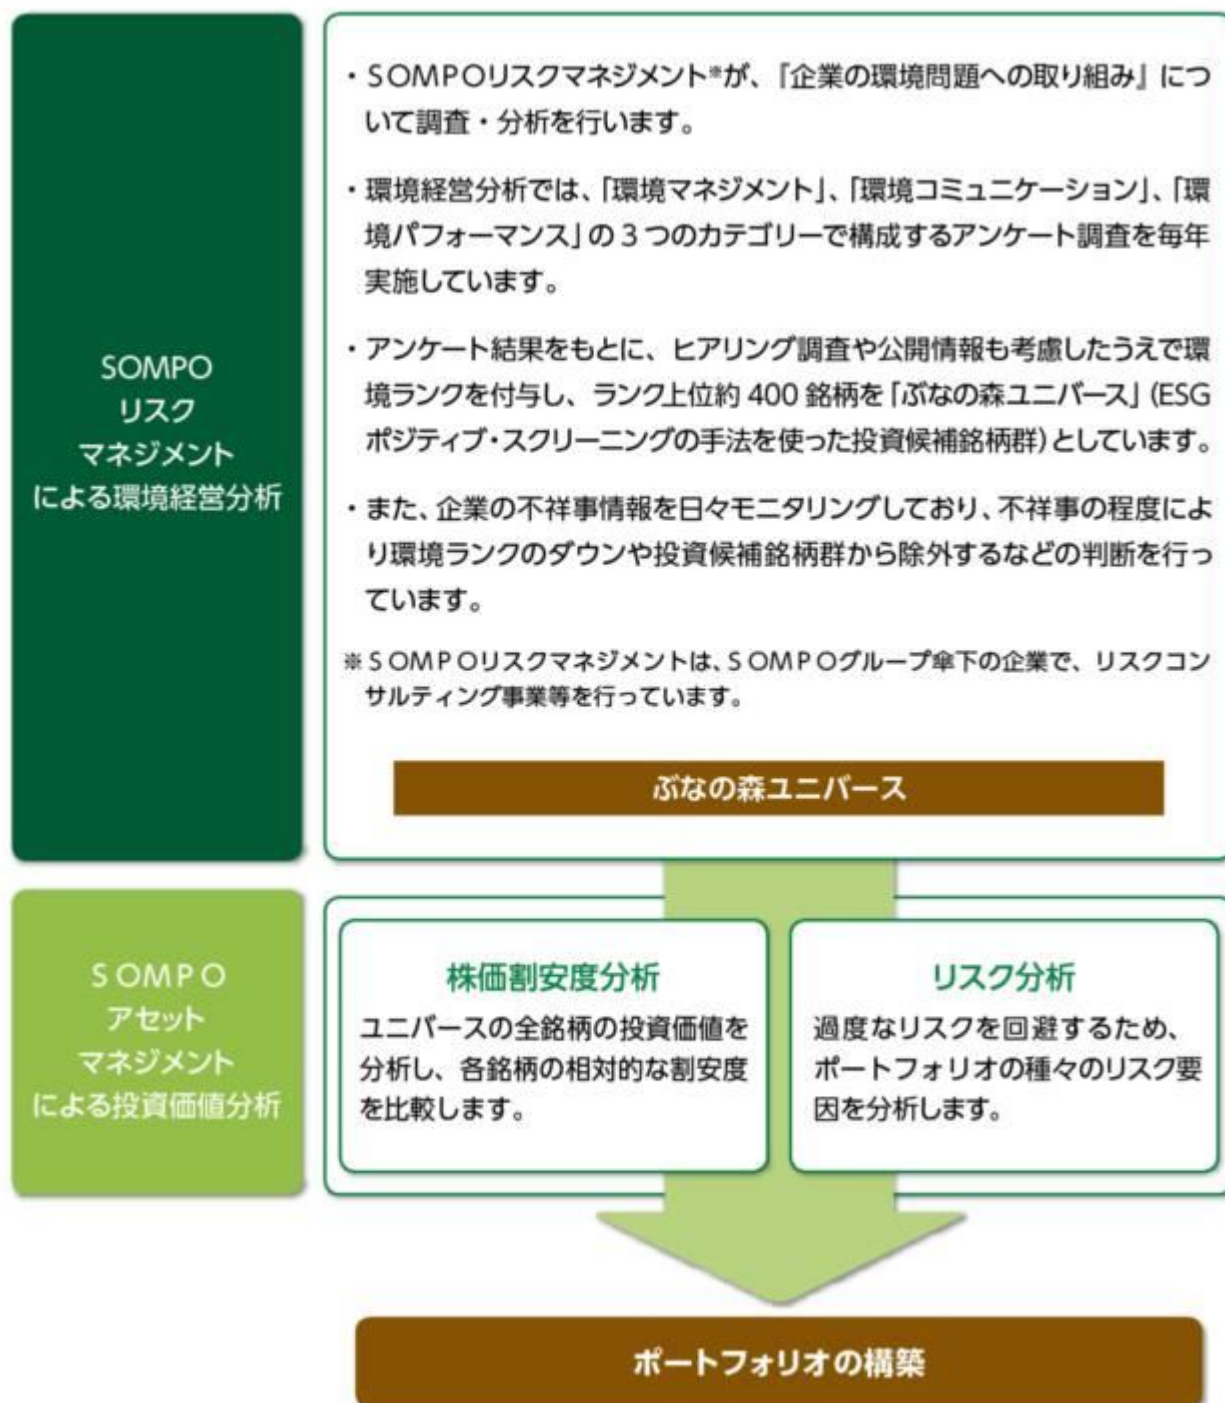 SOMPO
リスク
マネジメント
による環境経営分析
・SOMPOリスクマネジメント※が、『企業の環境問題への取り組み』につ
いて調査・分析を行います。
・環境経営分析では、「環境マネジメント」、「環境コミュニケーション」、「環
境パフォーマンス」の3つのカテゴリーで構成するアンケート調査を毎年
実施しています。
・アンケート結果をもとに、ヒアリング調査や公開情報も考慮したうえで環
境ランクを付与し、ランク上位約400銘柄を「ぶなの森ユニバース」(ESG
ポジティブ・スクリーニングの手法を使った投資候補銘柄群)としています。
・また、企業の不祥事情報を日々モニタリングしており、不祥事の程度によ
り環境ランクのダウンや投資候補銘柄群から除外するなどの判断を行っ
ています。
※SOMPOリスクマネジメントは、SOMPOグループ傘下の企業で、リスクコン
サルティング事業等を行っています。
ぶなの森ユニバース
SOMPO
アセット
マネジメント
による投資価値分析
株価割安度分析
ユニバースの全銘柄の投資価値を
分析し、各銘柄の相対的な割安度
を比較します。
リスク分析
過度なリスクを回避するため、
ポートフォリオの種々のリスク要
因を分析します。
ポートフォリオの構築